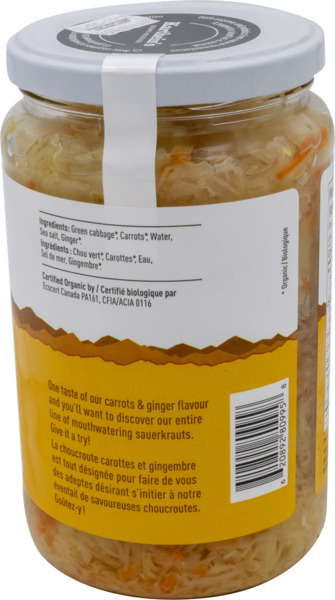 Ingredients: Green cabbage*, Carrots*, Water,
Sea salt, Ginger*.
Ingrédients: Chou vert*, Carottes*, Eau,
Sel de mer, Gingembre*.
Certified Organic by / Certifié biologique par
Ecocert Canada PA161, CFIA/ACIA 0116
* Organic/Biologique
One taste of our carrots & ginger flavour
and you'll want to discover our entire
line of mouthwatering sauerkrauts.
Give it a try!
La choucroute carottes et gingembre
est tout désignée pour faire de vous
des adeptes désirant s'initier à notre
éventail de savoureuses choucroutes.
Goûtez-y !
6 20892 80995 8